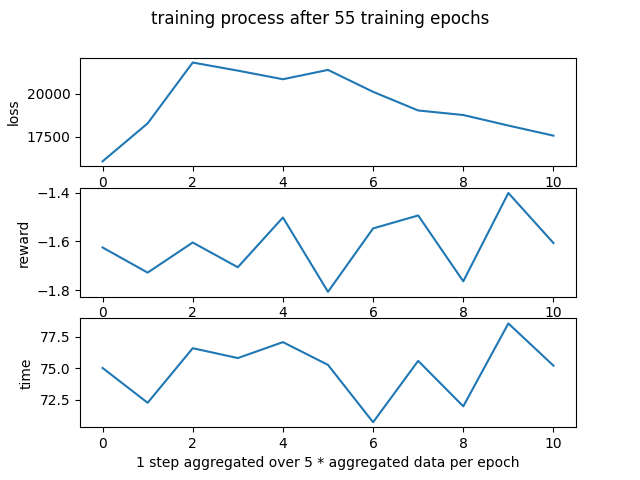 training process after 55 training epochs
20000
17500
loss
0 2 4 6 8 10
−1.4
−1.6
−1.8
reward
0 2 4 6 8 10
77.5
75.0
72.5
time
0 2 4 6 8 10
1 step aggregated over 5 * aggregated data per epoch